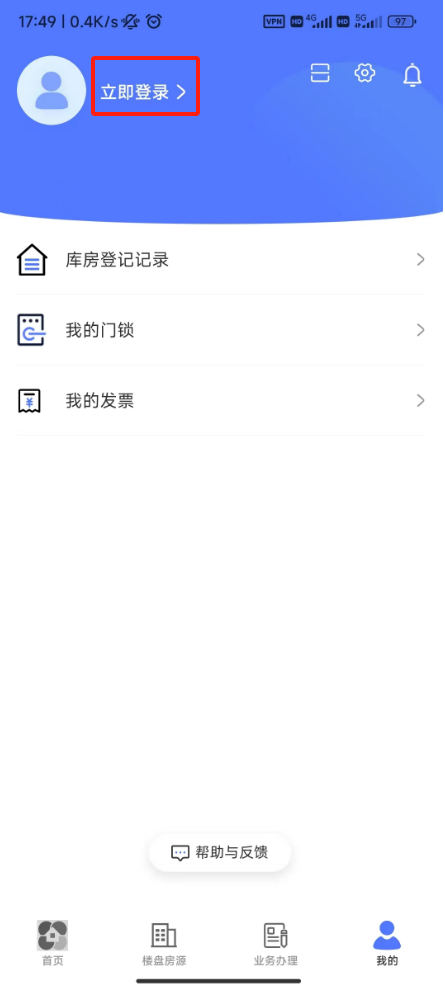 17:49 | 0.4K/s
VPN HD 4G HD 5G 97
立即登录
库房登记记录
我的门锁
我的发票
帮助与反馈
首页
楼盘房源
业务办理
我的